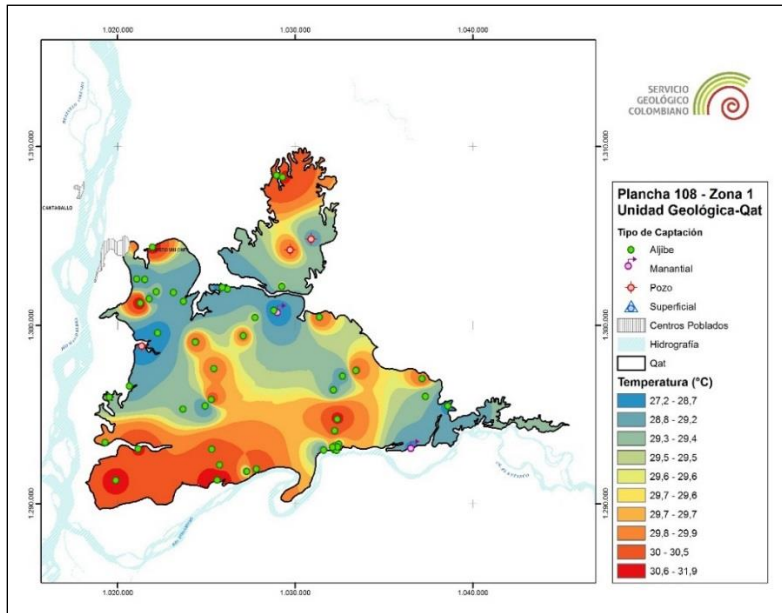 1.020.000
1.030.000
1.040.000
SERVICIO
GEOLÓGICO
COLOMBIANO
1.310.000
1.310.000
CANTAGALLO
1.300.000
1.300.000
1.290.000
1.290.000
1.020.000
1.030.000
1.040.000
Plancha 108 - Zona 1
Unidad Geológica-Qat
Tipo de Captación
Aljibe
Manantial
Pozo
Superficial
Centros Poblados
Hidrografía
Qat
Temperatura (°C)
27,2 - 28,7
28,8 - 29,2
29,3 - 29,4
29,5 - 29,5
29,6 - 29,6
29,7 - 29,6
29,7 - 29,7
29,8 - 29,9
30 - 30,5
30,6 - 31,9